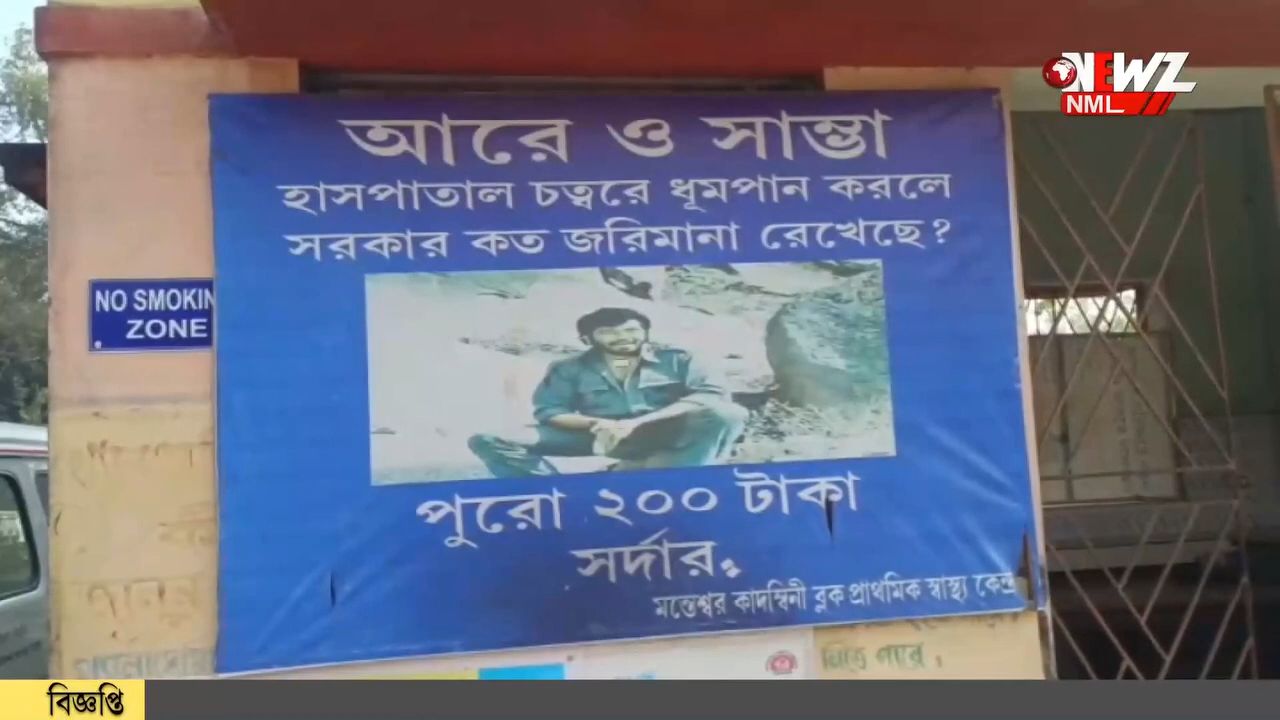 NEWZ
NML
আরে ও সাম্ভা
হাসপাতাল চত্বরে ধূমপান করলে
সরকার কত জরিমানা রেখেছে?
NO SMOKIN
ZONE
পুরো ২০০ টাকা
সর্দার,
মন্তেশ্বর কাদম্বিনী ব্লক প্রাথমিক স্বাস্থ্য কেন্দ্র
বিজ্ঞপ্তি